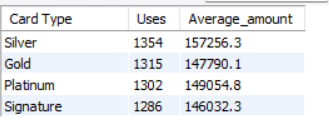 Card Type Uses Average_amount
Silver 1354 157256.3
Gold 1315 147790.1
Platinum 1302 149054.8
Signature 1286 146032.3